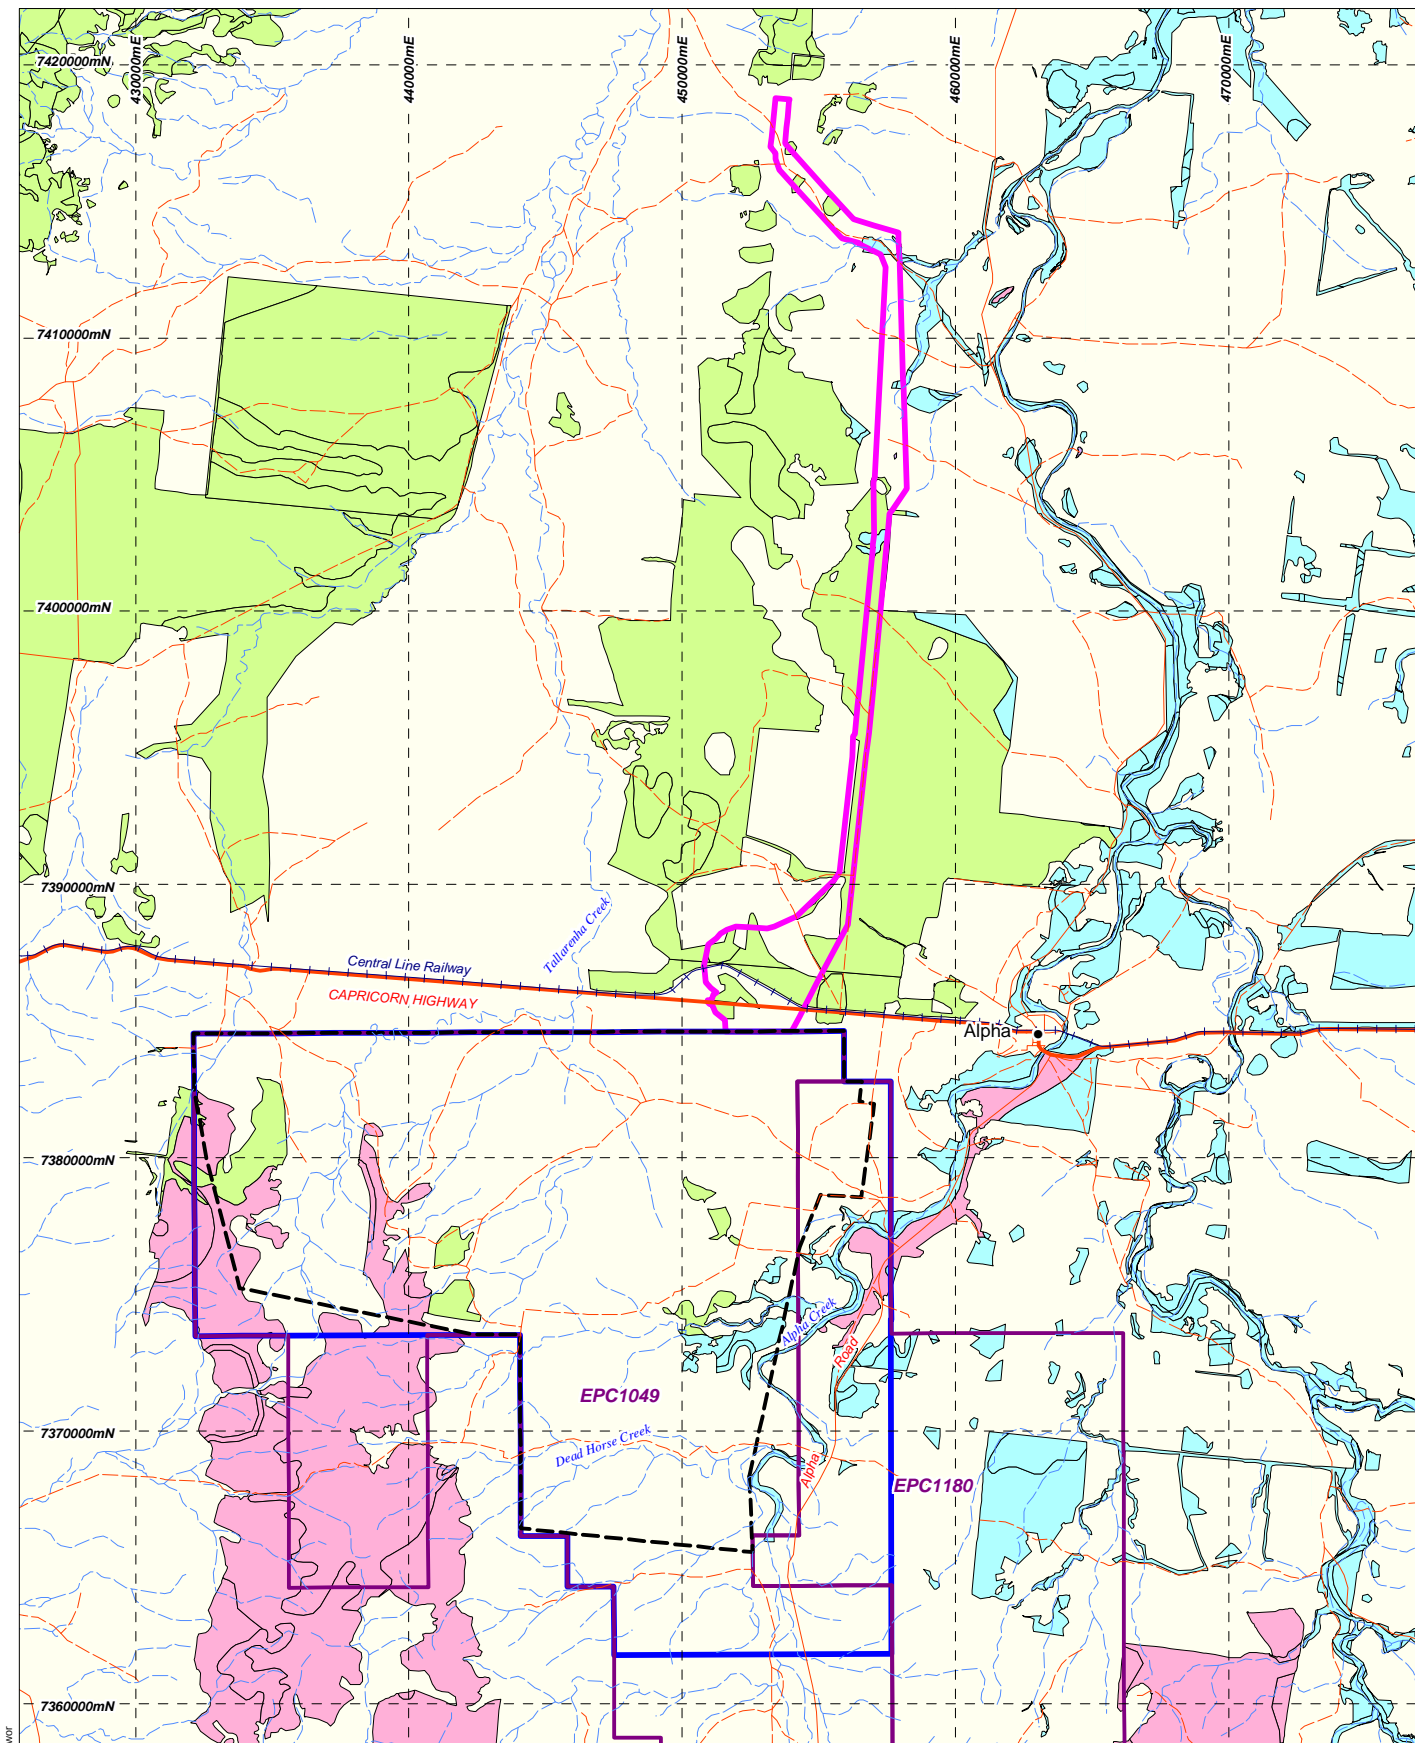 430000mE
440000mE
450000mE
460000mE
470000mE
7420000mN
7410000mN
7400000mN
7390000mN
Tallarenha Creek
Central Line Railway
CAPRICORN HIGHWAY
Alpha
7380000mN
Alpha Creek
Road
EPC1049
7370000mN
Dead Horse Creek
Alpha
EPC1180
7360000mN